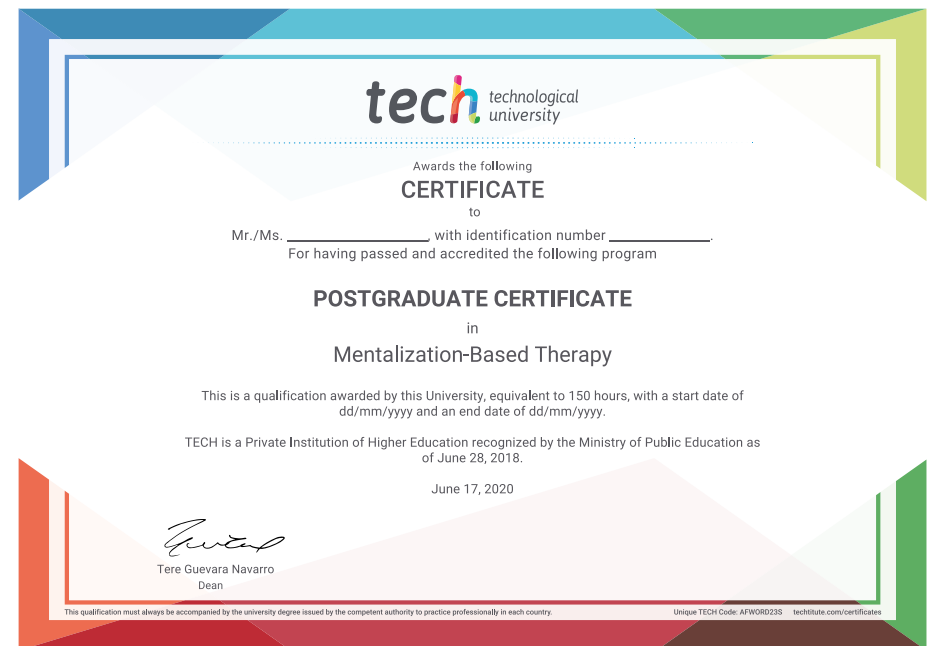 tech technological
university
Awards the following
CERTIFICATE
to
Mr./Ms. ____________________, with identification number ______________.
For having passed and accredited the following program
POSTGRADUATE CERTIFICATE
in
Mentalization-Based Therapy
This is a qualification awarded by this University, equivalent to 150 hours, with a start date of
dd/mm/yyyy and an end date of dd/mm/yyyy.
TECH is a Private Institution of Higher Education recognized by the Ministry of Public Education as
of June 28, 2018.
June 17, 2020
Tere Guevara Navarro
Dean
This qualification must always be accompanied by the university degree issued by the competent authority to practice professionally in each country.
Unique TECH Code: AFWORD23S techtitute.com/certificates